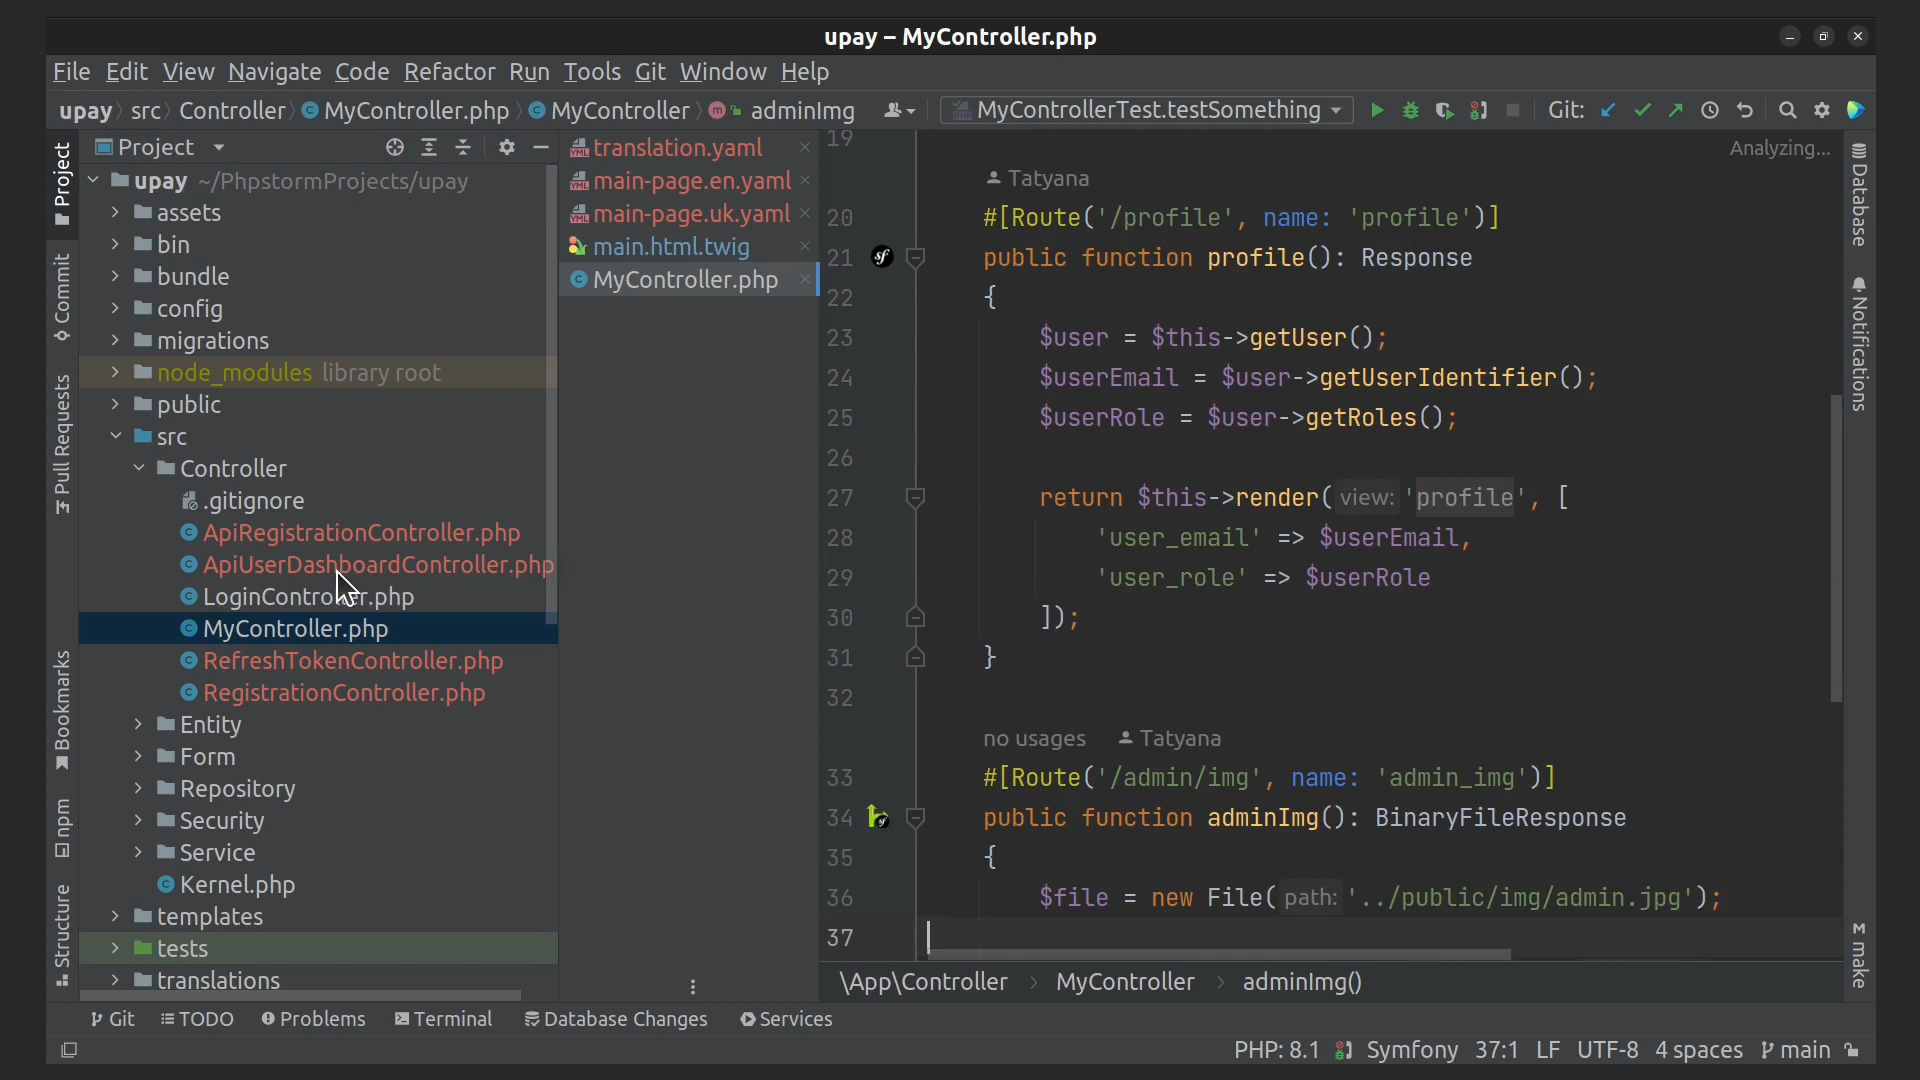 upay – MyController.php
File Edit View Navigate Code Refactor Run Tools Git Window Help
upay src Controller MyController.php MyController adminImg MyControllerTest.testSomething Git:
Project
Commit
Pull Requests
Bookmarks
npm
Structure
Project
upay ~/PhpstormProjects/upay
assets
bin
bundle
config
migrations
node_modules library root
public
src
Controller
.gitignore
ApiRegistrationController.php
ApiUserDashboardController.php
LoginController.php
MyController.php
RefreshTokenController.php
RegistrationController.php
Entity
Form
Repository
Security
Service
Kernel.php
templates
tests
translations
translation.yaml
main-page.en.yaml
main-page.uk.yaml
main.html.twig
MyController.php
Analyzing...
19
Tatyana
20 #[Route('/profile', name: 'profile')]
21 public function profile(): Response
22 {
23 $user = $this->getUser();
24 $userEmail = $user->getUserIdentifier();
25 $userRole = $user->getRoles();
26
27 return $this->render( view: 'profile', [
28 'user_email' => $userEmail,
29 'user_role' => $userRole
30 ]);
31 }
32
no usages Tatyana
33 #[Route('/admin/img', name: 'admin_img')]
34 public function adminImg(): BinaryFileResponse
35 {
36 $file = new File( path: '../public/img/admin.jpg');
37
\App\Controller MyController adminImg()
Database
Notifications
M make
Git TODO Problems Terminal Database Changes Services
PHP: 8.1 Symfony 37:1 LF UTF-8 4 spaces main